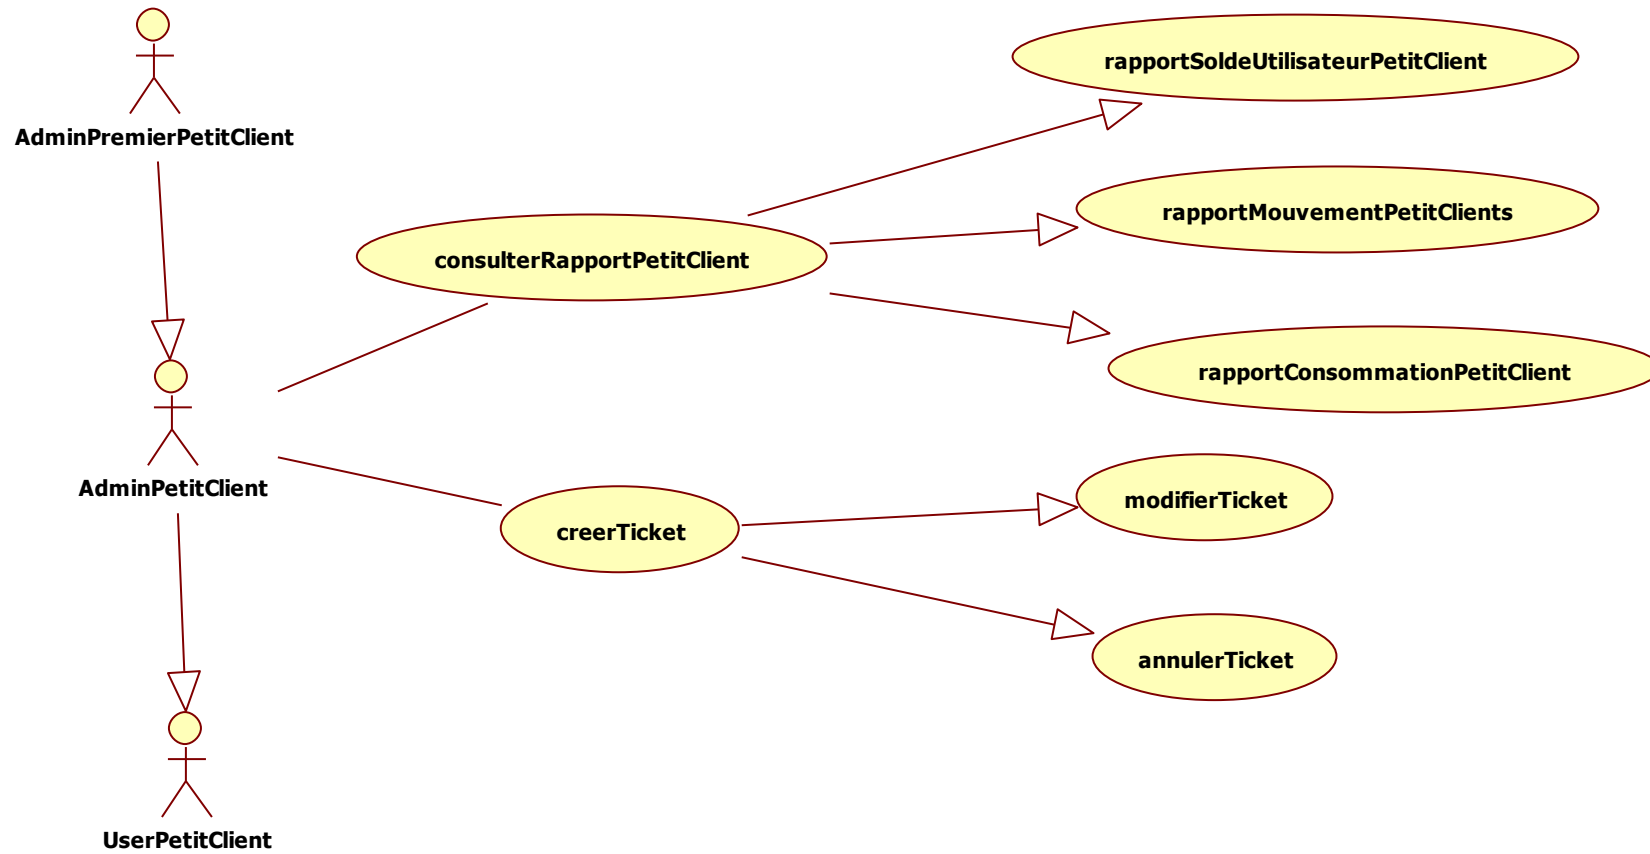 AdminPremierPetitClient
rapportSoldeUtilisateurPetitClient
rapportMouvementPetitClients
consulterRapportPetitClient
rapportConsommationPetitClient
AdminPetitClient
modifierTicket
creerTicket
annulerTicket
UserPetitClient